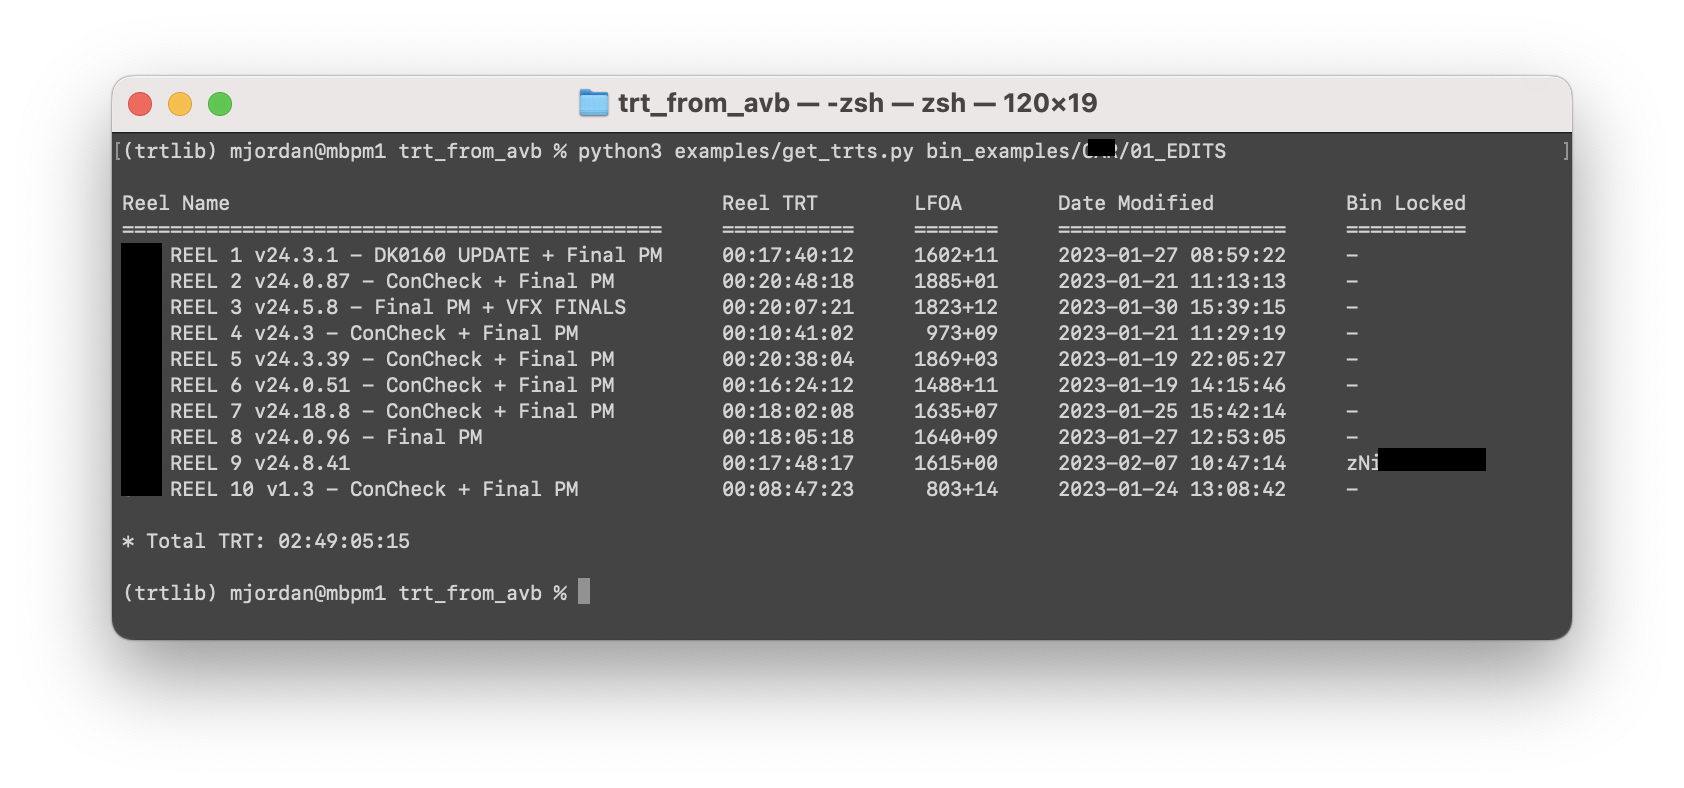 trt_from_avb — -zsh — zsh — 120×19
[(trtlib) mjordan@mbpm1 trt_from_avb % python3 examples/get_trts.py bin_examples/ /01_EDITS ]
Reel Name Reel TRT LFOA Date Modified Bin Locked
============================================= =========== ======= =================== ==========
REEL 1 v24.3.1 – DK0160 UPDATE + Final PM 00:17:40:12 1602+11 2023–01–27 08:59:22 –
REEL 2 v24.0.87 – ConCheck + Final PM 00:20:48:18 1885+01 2023–01–21 11:13:13 –
REEL 3 v24.5.8 – Final PM + VFX FINALS 00:20:07:21 1823+12 2023–01–30 15:39:15 –
REEL 4 v24.3 – ConCheck + Final PM 00:10:41:02 973+09 2023–01–21 11:29:19 –
REEL 5 v24.3.39 – ConCheck + Final PM 00:20:38:04 1869+03 2023–01–19 22:05:27 –
REEL 6 v24.0.51 – ConCheck + Final PM 00:16:24:12 1488+11 2023–01–19 14:15:46 –
REEL 7 v24.18.8 – ConCheck + Final PM 00:18:02:08 1635+07 2023–01–25 15:42:14 –
REEL 8 v24.0.96 – Final PM 00:18:05:18 1640+09 2023–01–27 12:53:05 –
REEL 9 v24.8.41 00:17:48:17 1615+00 2023–02–07 10:47:14 zNi
REEL 10 v1.3 – ConCheck + Final PM 00:08:47:23 803+14 2023–01–24 13:08:42 –
* Total TRT: 02:49:05:15
(trtlib) mjordan@mbpm1 trt_from_avb %